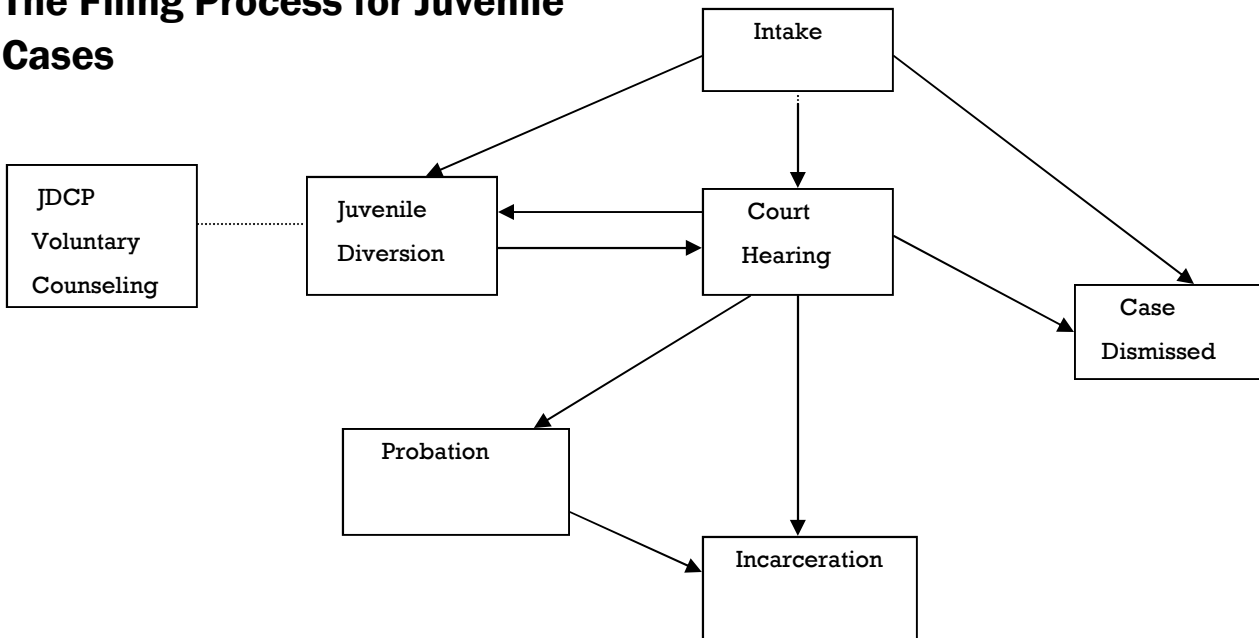 The Filing Process for Juvenile
Cases
Intake
JDCP
Voluntary
Counseling
Juvenile
Diversion
Court
Hearing
Case
Dismissed
Probation
Incarceration